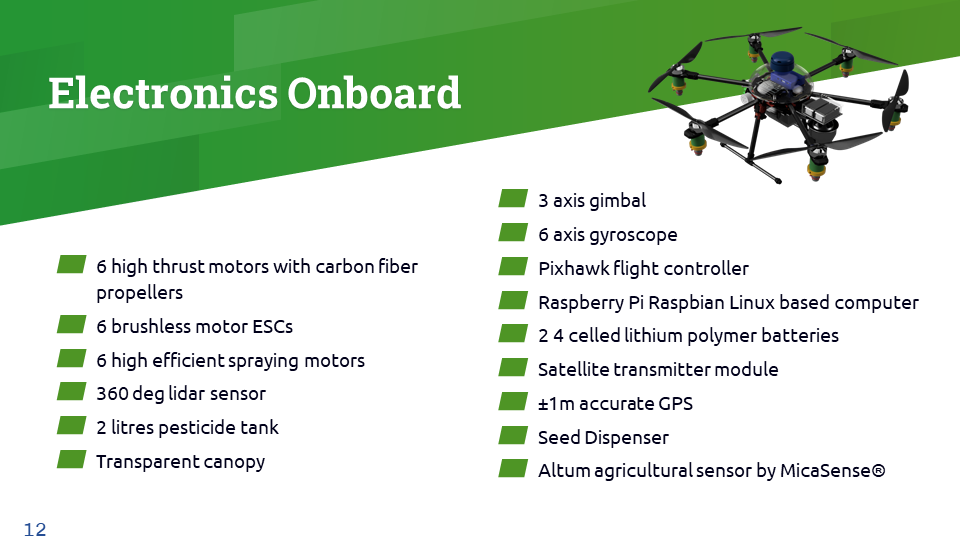 Electronics Onboard
6 high thrust motors with carbon fiber
propellers
6 brushless motor ESCs
6 high efficient spraying motors
360 deg lidar sensor
2 litres pesticide tank
Transparent canopy
3 axis gimbal
6 axis gyroscope
Pixhawk flight controller
Raspberry Pi Raspbian Linux based computer
2 4 celled lithium polymer batteries
Satellite transmitter module
±1m accurate GPS
Seed Dispenser
Altum agricultural sensor by MicaSense®
12